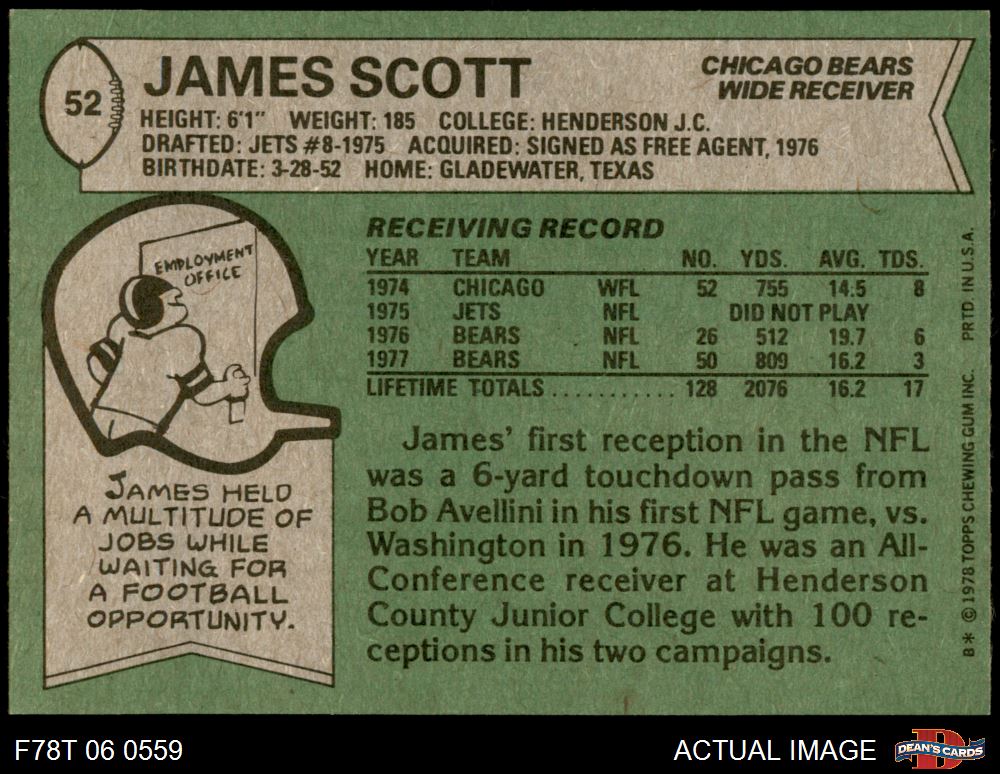 52
JAMES SCOTT
CHICAGO BEARS
WIDE RECEIVER
HEIGHT: 6'1" WEIGHT: 185 COLLEGE: HENDERSON J.C.
DRAFTED: JETS #8-1975 ACQUIRED: SIGNED AS FREE AGENT, 1976
BIRTHDATE: 3-28-52 HOME: GLADEWATER, TEXAS
EMPLOYMENT
OFFICE
JAMES HELD
A MULTITUDE OF
JOBS WHILE
WAITING FOR
A FOOTBALL
OPPORTUNITY.
RECEIVING RECORD
YEAR TEAM NO. YDS. AVG. TDS.
1974 CHICAGO WFL 52 755 14.5 8
1975 JETS NFL DID NOT PLAY
1976 BEARS NFL 26 512 19.7 6
1977 BEARS NFL 50 809 16.2 3
LIFETIME TOTALS........... 128 2076 16.2 17
James' first reception in the NFL
was a 6-yard touchdown pass from
Bob Avellini in his first NFL game, vs.
Washington in 1976. He was an All-
Conference receiver at Henderson
County Junior College with 100 re-
ceptions in his two campaigns.
B* © 1978 TOPPS CHEWING GUM INC. PRTD. IN U.S.A.
F78T 06 0559
ACTUAL IMAGE
D
DEAN'S CARDS